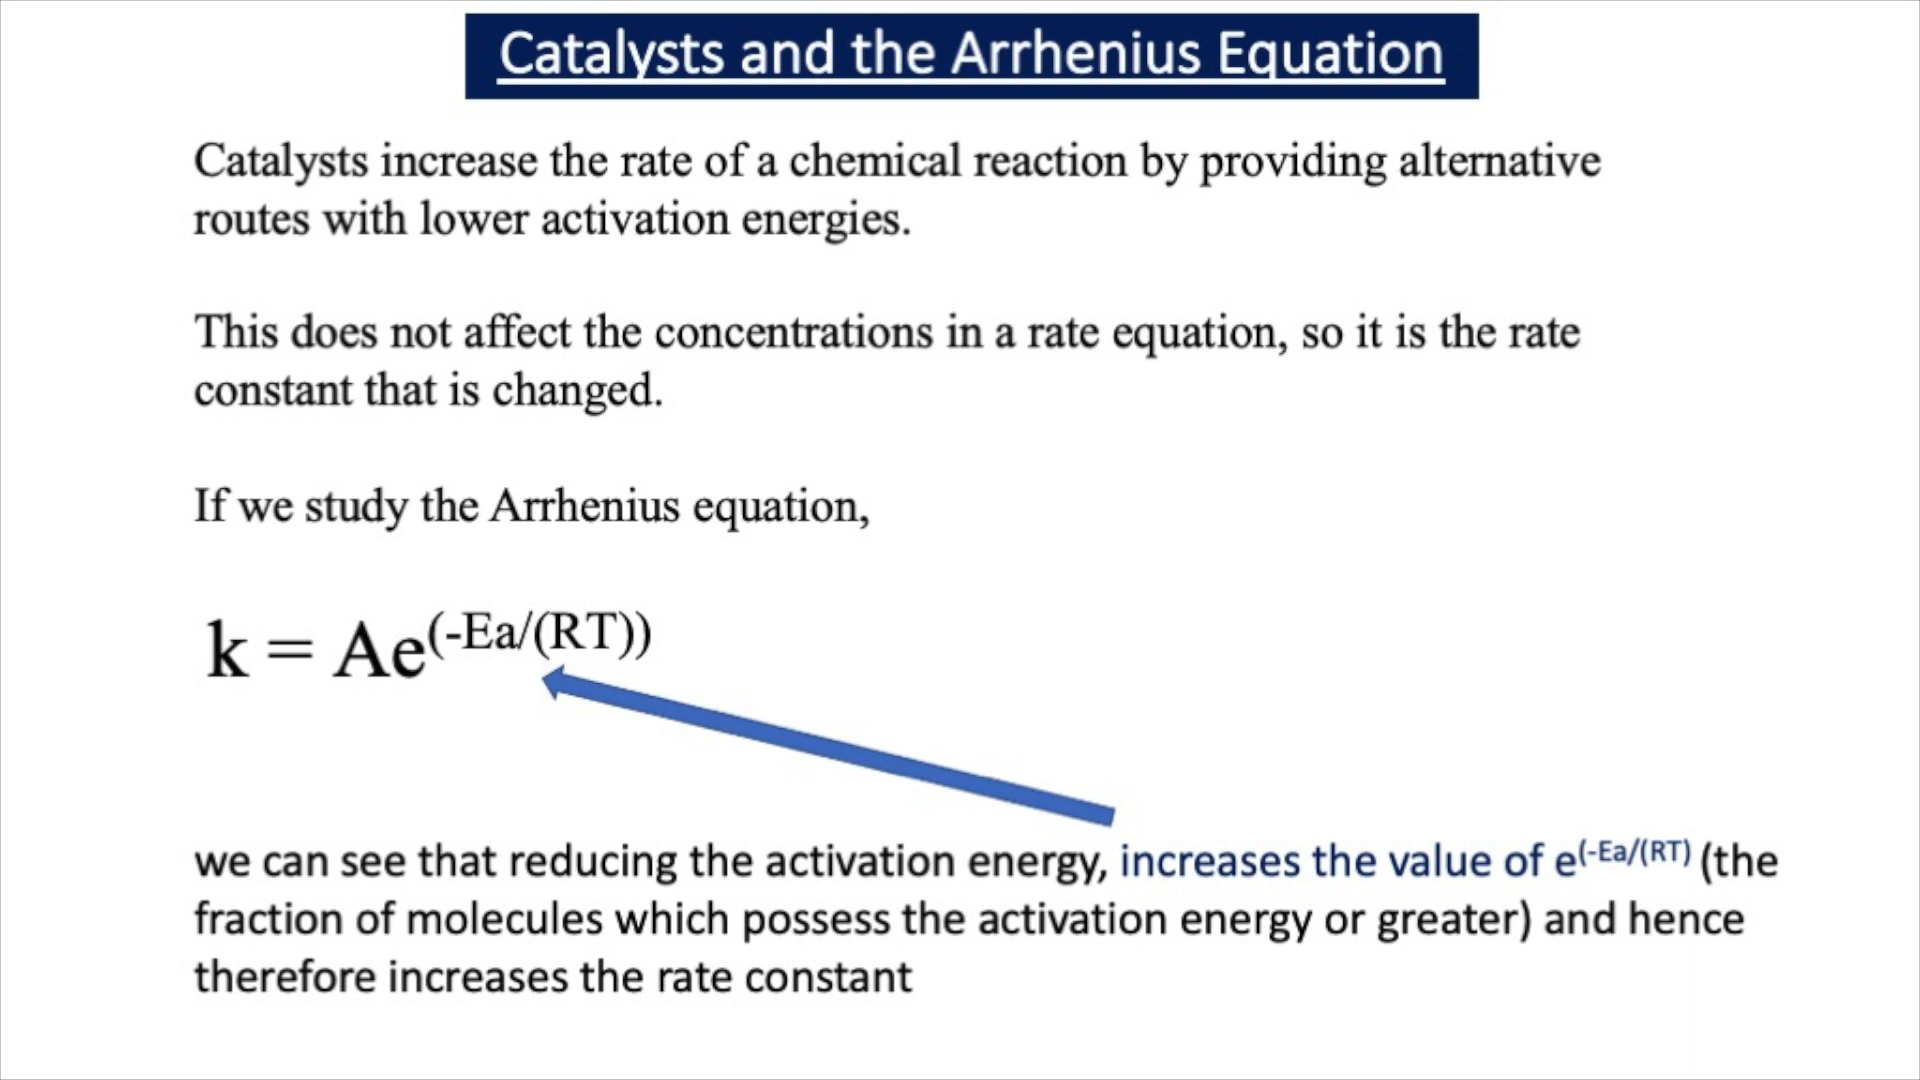 Catalysts and the Arrhenius Equation
Catalysts increase the rate of a chemical reaction by providing alternative
routes with lower activation energies.
This does not affect the concentrations in a rate equation, so it is the rate
constant that is changed.
If we study the Arrhenius equation,
k = Ae(-Ea/(RT))
we can see that reducing the activation energy, increases the value of e(-Ea/(RT) (the
fraction of molecules which possess the activation energy or greater) and hence
therefore increases the rate constant